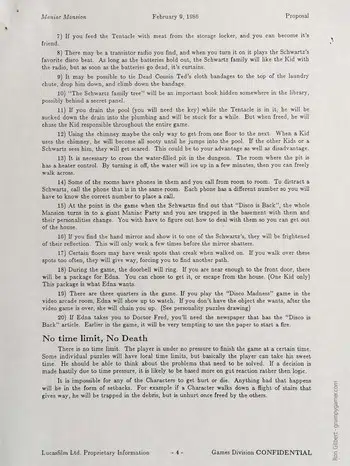 Maniac Mansion February 9, 1986 Proposal
7) If you feed the Tentacle with meat from the storage locker, and you can become it's
friend.
8) There may be a transistor radio you find, and when you turn it on it plays the Schwartz's
favorite disco beat. As long as the batteries hold out, the Schwartz family will like the Kid with
the radio, but as soon as the batteries go dead, it's curtains.
9) It may be possible to tie Dead Cousin Ted's cloth bandages to the top of the laundry
chute, drop him down, and climb down the bandage.
10) "The Schwartz family tree" will be an important book hidden somewhere in the library,
possibly behind a secret panel.
11) If you drain the pool (you will need the key) while the Tentacle is in it, he will be
sucked down the drain into the plumbing and will be stuck for a while. But when freed, he will
chase the Kid responsible throughout the entire game.
12) Using the chimney maybe the only way to get from one floor to the next. When a Kid
uses the chimney, he will become all sooty until he jumps into the pool. If the other Kids or a
Schwartz sees him, they will get scared. This could be to your advantage as well as disadvantage.
13) It is necessary to cross the water-filled pit in the dungeon. The room where the pit is
has a heater control. By turning it off, the water will ice up in a few minutes, then you can freely
walk across.
14) Some of the rooms have phones in them and you call from room to room. To distract a
Schwartz, call the phone that is in the same room. Each phone has a different number so you will
have to know the correct number to place a call.
15) At the point in the game when the Schwartzs find out that "Disco is Back", the whole
Mansion turns in to a giant Maniac Party and you are trapped in the basement with them and
their personalities change. You will have to figure out how to deal with them so you can get out
of the house.
16) If you find the hand mirror and show it to one of the Schwartz's, they will be frightened
of their reflection. This will only work a few times before the mirror shatters.
17) Certain floors may have weak spots that creak when walked on. If you walk over these
spots too often, they will give way, forcing you to find another path.
18) During the game, the doorbell will ring. If you are near enough to the front door, there
will be a package for Edna. You can chose to get it, or escape from the house. (One Kid only)
This package is what Edna wants.
19) There are three quarters in the game. If you play the "Disco Madness" game in the
video arcade room, Edna will show up to watch. If you don't have the object she wants, after the
video game is over, she will chain you up. (See personality puzzles drawing)
20) If Edna takes you to Doctor Fred, you'll need the newspaper that has the "Disco is
Back" article. Earlier in the game, it will be very tempting to use the paper to start a fire.
No time limit, No Death
There is no time limit. The player is under no pressure to finish the game at a certain time.
Some individual puzzles will have local time limits, but basically the player can take his sweet
time. He should be able to think about the problems that need to be solved. If a decision is
made hastily due to time pressure, it is likely to be based more on gut reaction rather then logic.
It is impossible for any of the Characters to get hurt or die. Anything bad that happens
will be in the form of setbacks. For example if a Character walks down a flight of stairs that
gives way, he will be trapped in the debris, but is unhurt once freed by the others.
Lucasfilm Ltd. Proprietary Information - 4 - Games Division CONFIDENTIAL
Ron Gilbert - grumpygamer.com